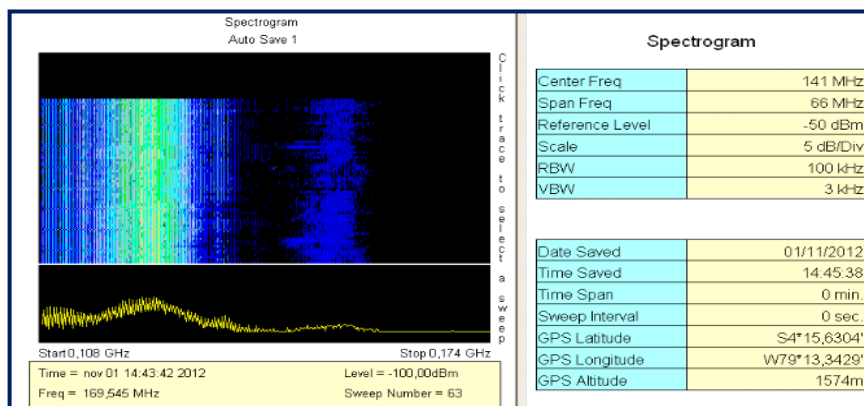 Spectrogram
Auto Save 1
Click trace to select a sweep
Start0,108 GHz Stop0,174 GHz
Time = nov 01 14:43:42 2012 Level = -100,00dBm
Freq = 169,545 MHz Sweep Number = 63
Spectrogram
Center Freq 141 MHz
Span Freq 66 MHz
Reference Level -50 dBm
Scale 5 dB/Div
RBW 100 kHz
VBW 3 kHz
Date Saved 01/11/2012
Time Saved 14:45:38
Time Span 0 min.
Sweep Interval 0 sec.
GPS Latitude S4*15,6304'
GPS Longitude W79*13,3429'
GPS Altitude 1574m